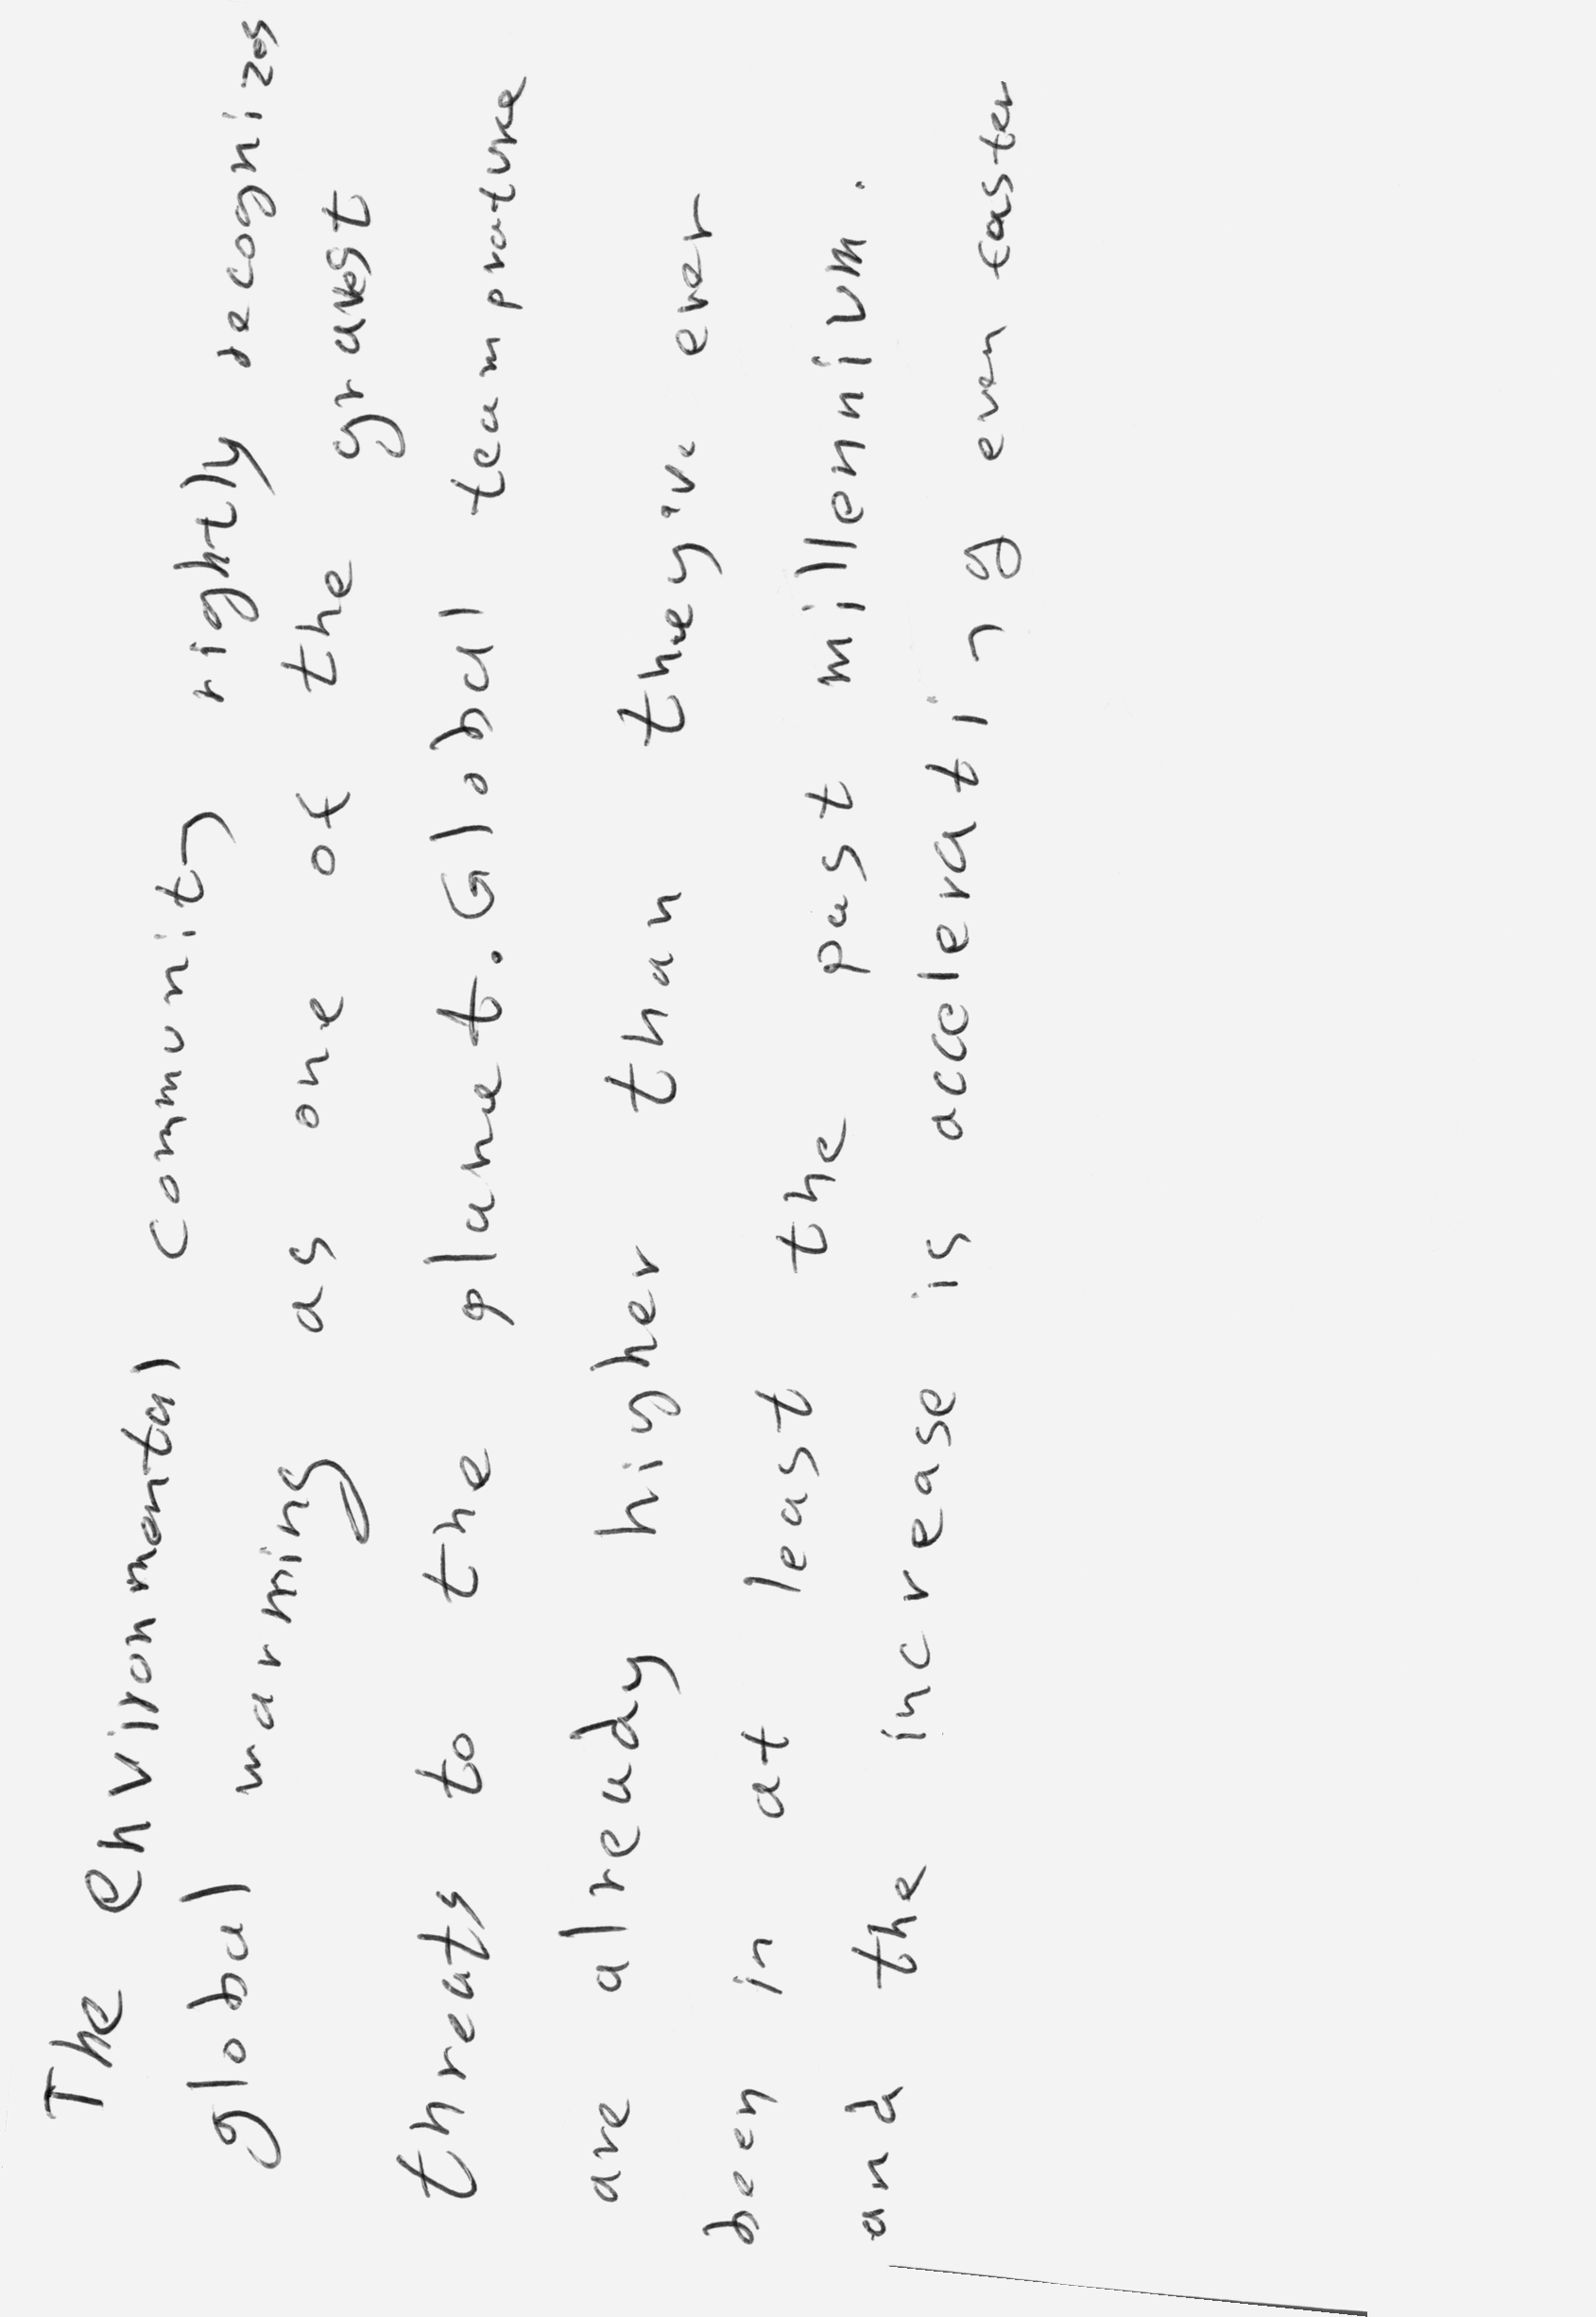 The environmental community rightly recognizes
global warming as one of the gravest
threats to the planet. Global teamprature
are already higher than they've ever
been in at least the past millennium.
and the increase is accelerating even faster